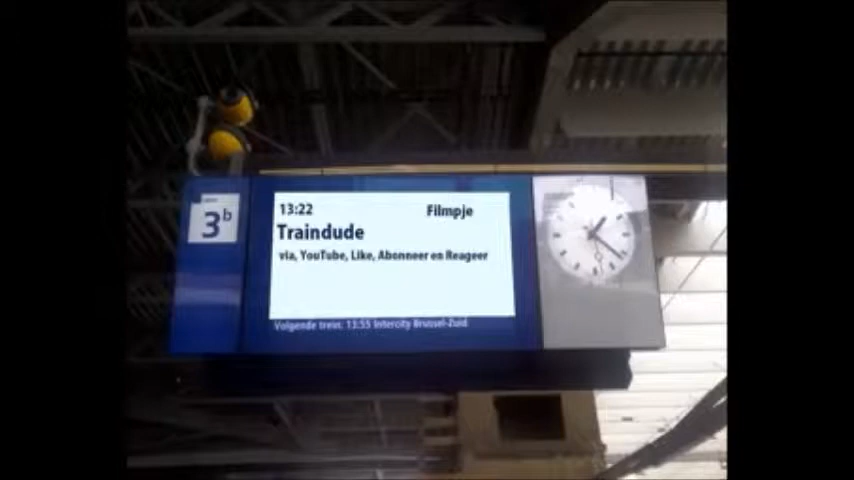 3b
13:22 Filmpje
Traindude
via, YouTube, Like, Abonneer en Reageer
Volgende trein: 13:55 Intercity Brussel-Zuid